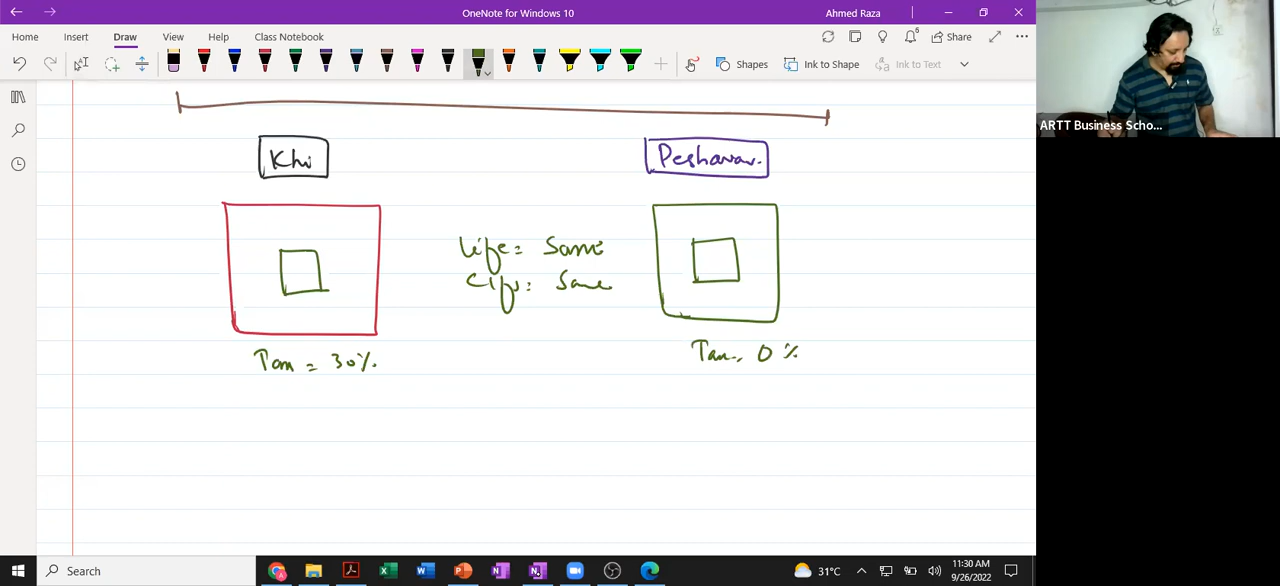 OneNote for Windows 10
Ahmed Raza
Home Insert Draw View Help Class Notebook
6 Share
Shapes Ink to Shape Ink to Text
ARTT Business Scho...
Khi
Peshawar.
Life = Same
Cifs = Same
Tax = 30%
Tax = 0 %
Search
31°C
11:30 AM
9/26/2022